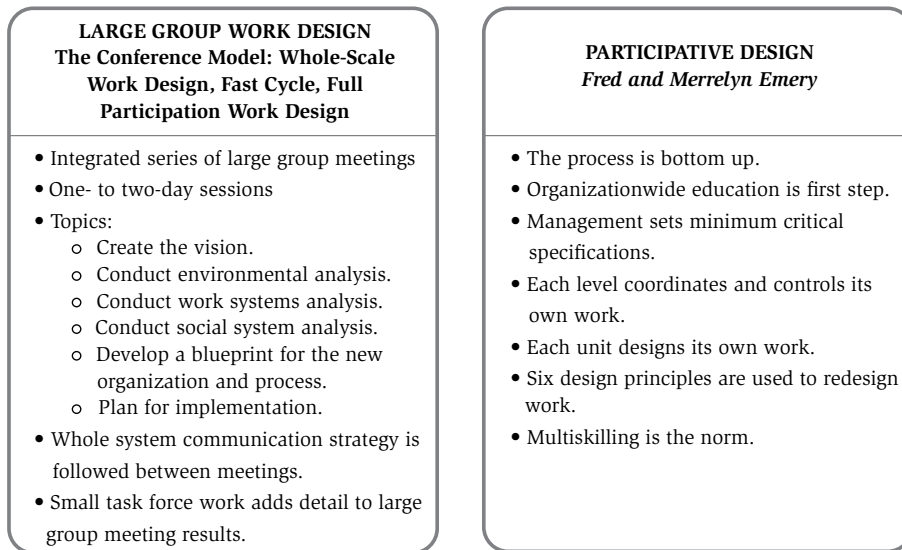 LARGE GROUP WORK DESIGN
The Conference Model: Whole-Scale
Work Design, Fast Cycle, Full
Participation Work Design
• Integrated series of large group meetings
• One- to two-day sessions
• Topics:
o Create the vision.
o Conduct environmental analysis.
o Conduct work systems analysis.
o Conduct social system analysis.
o Develop a blueprint for the new
organization and process.
o Plan for implementation.
• Whole system communication strategy is
followed between meetings.
• Small task force work adds detail to large
group meeting results.
PARTICIPATIVE DESIGN
Fred and Merrelyn Emery
• The process is bottom up.
• Organizationwide education is first step.
• Management sets minimum critical
specifications.
• Each level coordinates and controls its
own work.
• Each unit designs its own work.
• Six design principles are used to redesign
work.
• Multiskilling is the norm.